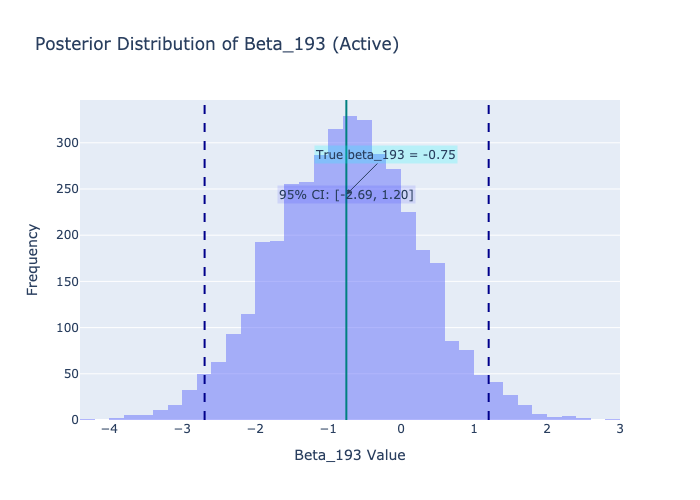 Posterior Distribution of Beta_193 (Active)
True beta_193 = -0.75
95% CI: [-2.69, 1.20]
Frequency
300
250
200
150
100
50
0
−4 −3 −2 −1 0 1 2 3
Beta_193 Value